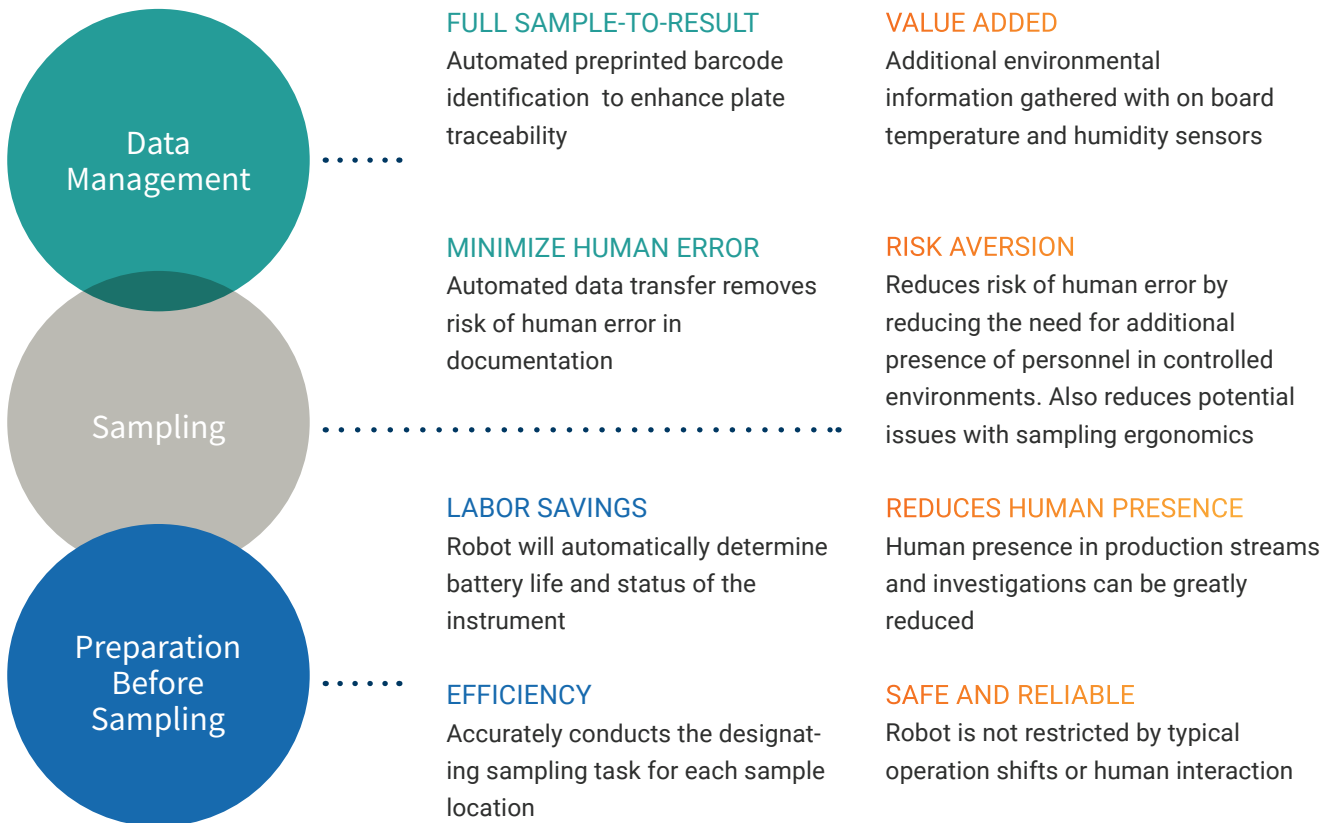 Data
Management
FULL SAMPLE-TO-RESULT
Automated preprinted barcode
identification  to enhance plate
traceability
MINIMIZE HUMAN ERROR
Automated data transfer removes
risk of human error in
documentation
VALUE ADDED
Additional environmental
information gathered with on board
temperature and humidity sensors
Sampling
RISK AVERSION
Reduces risk of human error by
reducing the need for additional
presence of personnel in controlled
environments. Also reduces potential
issues with sampling ergonomics
REDUCES HUMAN PRESENCE
Human presence in production streams
and investigations can be greatly
reduced
SAFE AND RELIABLE
Robot is not restricted by typical
operation shifts or human interaction
Preparation
Before
Sampling
LABOR SAVINGS
Robot will automatically determine
battery life and status of the
instrument
EFFICIENCY
Accurately conducts the designat-
ing sampling task for each sample
location